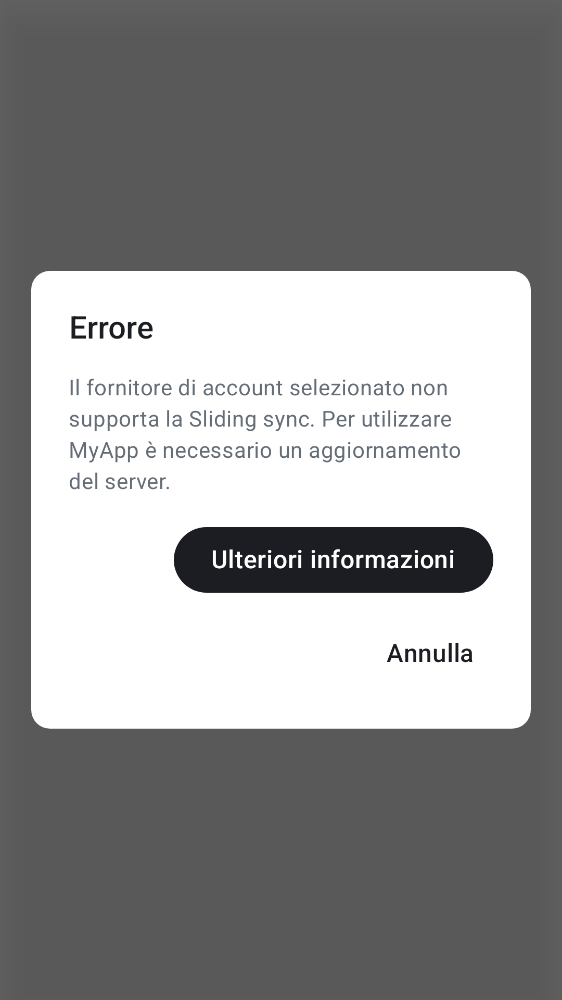 Errore
Il fornitore di account selezionato non
supporta la Sliding sync. Per utilizzare
MyApp è necessario un aggiornamento
del server.
Ulteriori informazioni
Annulla